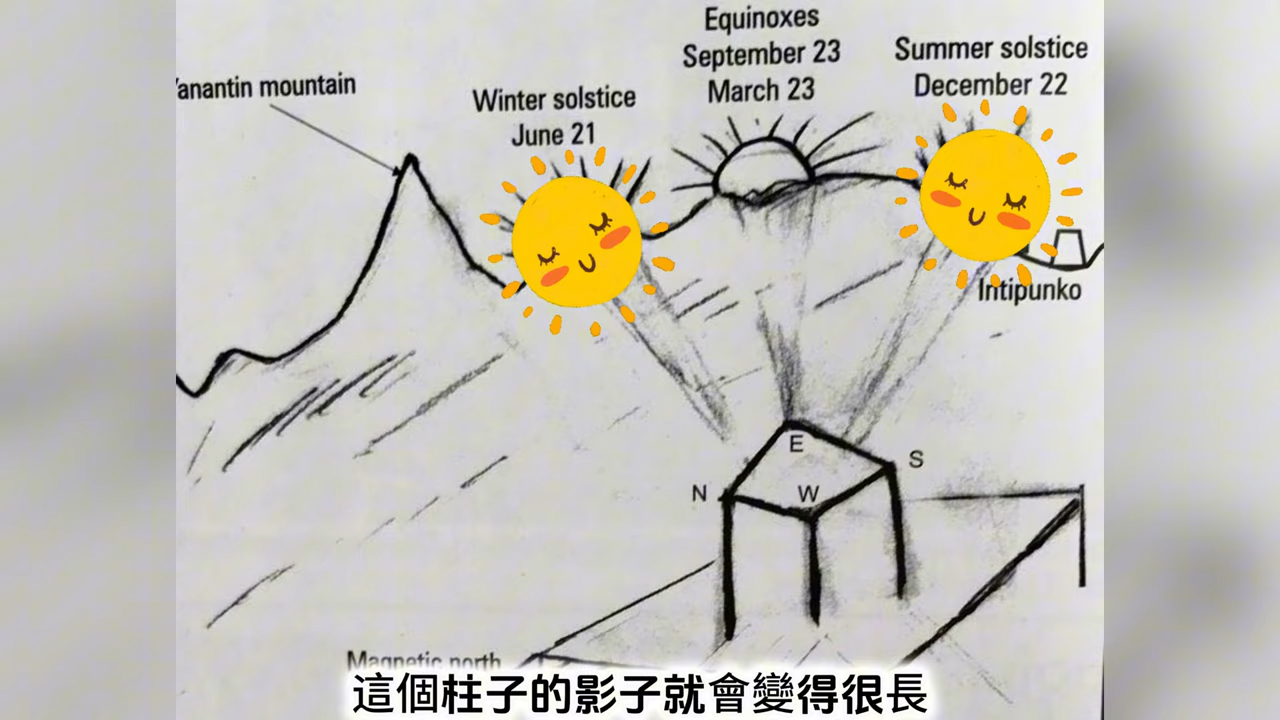 Equinoxes
September 23
March 23
Summer solstice
December 22
Yanantin mountain
Winter solstice
June 21
Intipunko
E
S
N
W
Magnetic north
這個柱子的影子就會變得很長